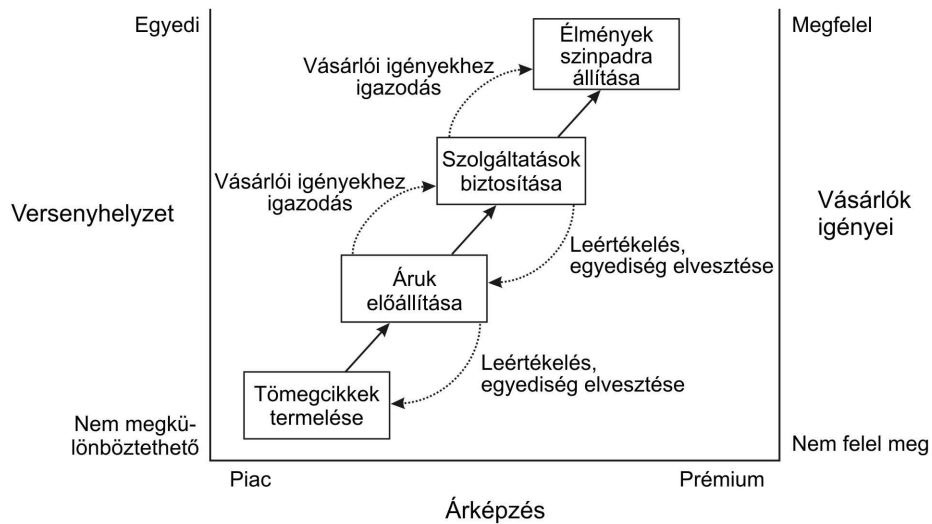 Egyedi
Megfelel
Élmények
szinpadra
állítása
Vásárlói igényekhez
igazodás
Szolgáltatások
biztosítása
Vásárlói igényekhez
igazodás
Versenyhelyzet
Vásárlók
igényei
Leértékelés,
egyediség elvesztése
Áruk
előállítása
Leértékelés,
egyediség elvesztése
Tömegcikkek
termelése
Nem megkü-
lönböztethető
Nem felel meg
Piac
Prémium
Árképzés